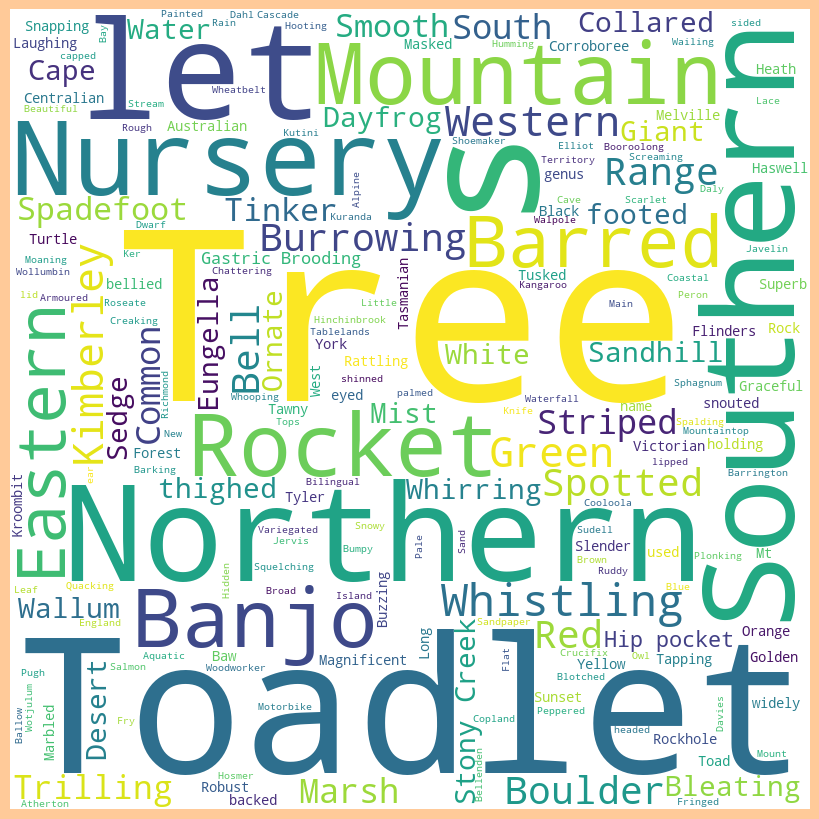 Painted Dahl Cascade
Snapping Bay Water Rain Hooting Smooth South Collared sided
Laughing let Masked Corroboree Humming Wailing
capped Cape Mountain Southern Heath
Centralian Wheatbelt
Beautiful Stream Lace
Rough Australian Kutini Dayfrog Western Giant Melville
Nursery Shoemaker Elliot Booroolong
Alpine s Territory Screaming Haswell
genus Range Daly
Kuranda Cave Scarlet
Spadefoot Tinker Black footed
Dwarf Walpole
Turtle Burrowing Barred Javelin
Moaning Ker Gastric Brooding Tasmanian
Wollumbin Chattering Tusked Coastal
Kimberley bellied Tree Kangaroo Superb
lid Armoured Roseate Little Main Peron
Creaking Hinchinbrook
Eastern Common Eungella Bell Ornate Tablelands Flinders Rock
York White Sandhill
Rattling Sphagnum
Sedge Richmond Whooping West shinned eyed palmed Waterfall name Graceful
Tawny Mist Knife snouted
New Tops Rocket Striped Spalding Mountaintop
Forest Green Victorian holding
Barking lipped
ear Barrington
Kroombit thighed Bilingual Whirring Spotted
Tyler Cooloola
Northern
Variegated Snowy Sudell
Jervis Pale Sand Slender used Mt
Squelching Bumpy Brown Plonking
Leaf Quacking Hidden Broad Buzzing Ruddy Blue
Wallum Island Whistling
England Banjo Sandpaper
Long Red Hip pocket Orange
Aquatic Baw Magnificent Crucifix Owl Golden
Pugh Desert Salmon Woodworker Flat Yellow Tapping
Blotched
Wotjulum Toadlet Stony Creek Sunset widely
Ballow Marbled Motorbike Peppered Davies
Fry Copland headed
Rockhole
Mount
Hosmer Toad
Trilling Robust Marsh Bellenden Boulder Bleating
Atherton backed Fringed